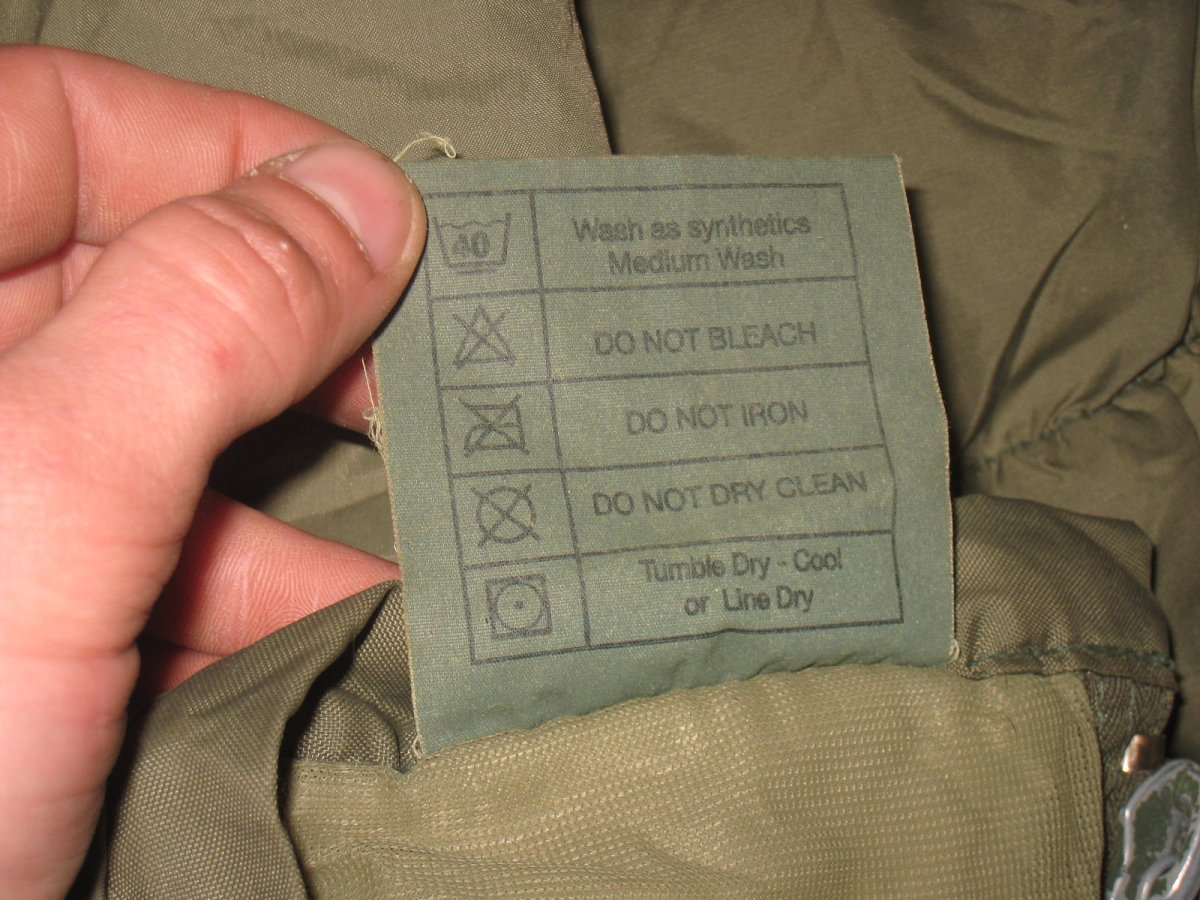 40
Wash as synthetics
Medium Wash
DO NOT BLEACH
DO NOT IRON
DO NOT DRY CLEAN
Tumble Dry - Cool
or Line Dry